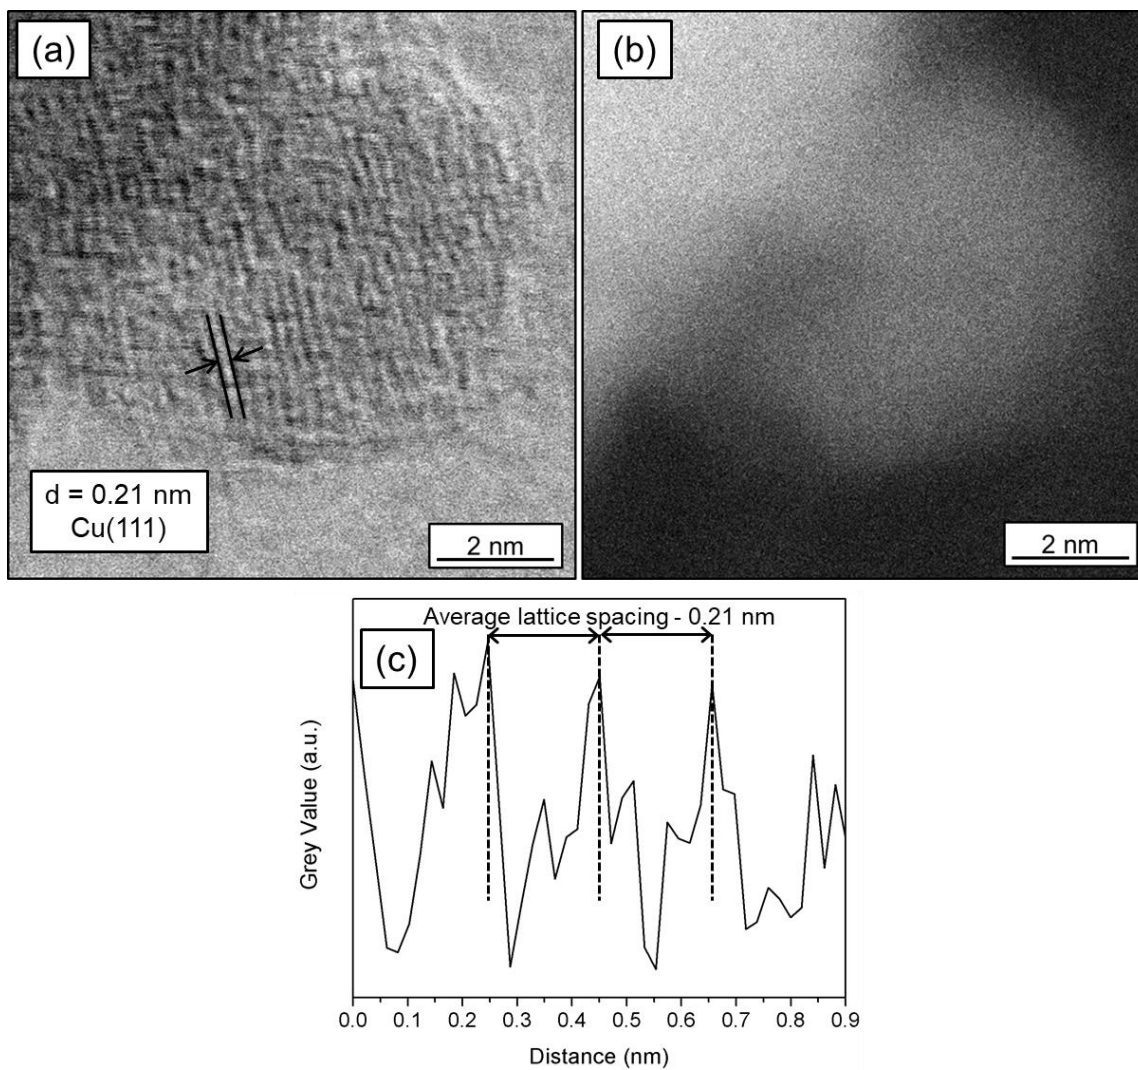 (a)
(b)
d = 0.21 nm
Cu(111)
2 nm
2 nm
Average lattice spacing - 0.21 nm
(c)
Grey Value (a.u.)
0.0 0.1 0.2 0.3 0.4 0.5 0.6 0.7 0.8 0.9
Distance (nm)